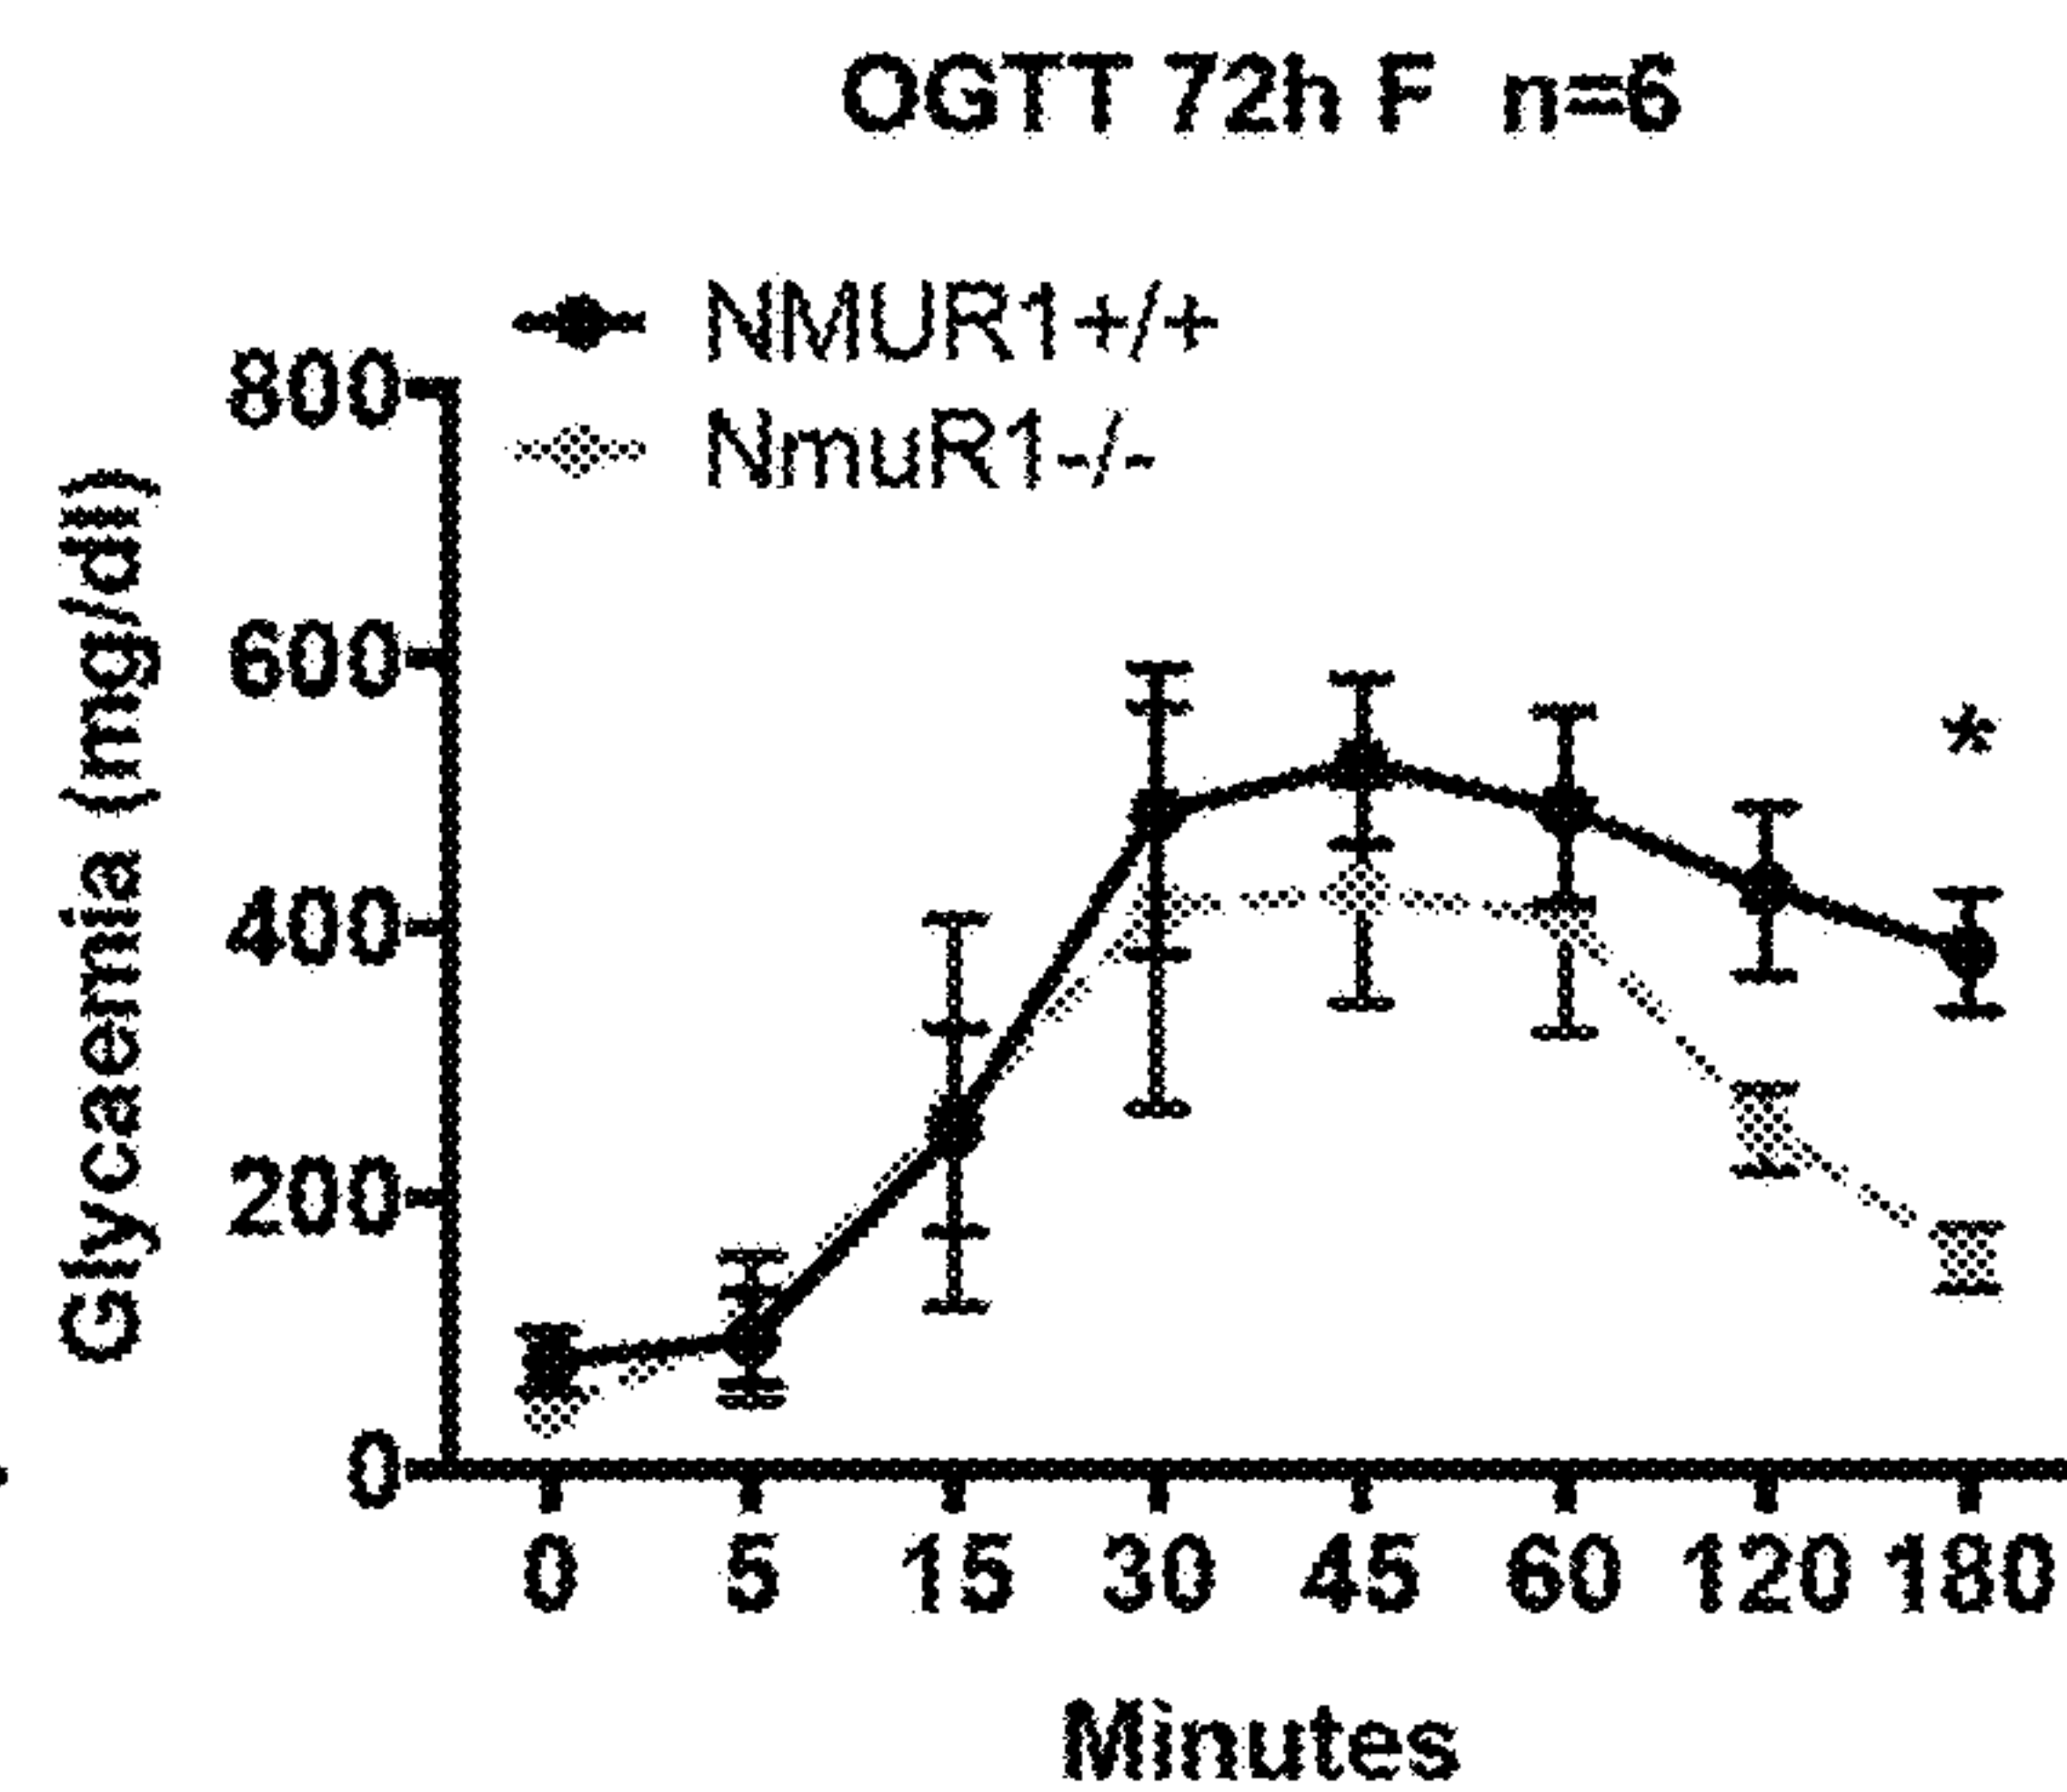 OGTT 72h F n=6
NMUR1+/+
NmuR1-/-
Glycaemia (mg/dl)
800
600
400
200
0
*
0 5 15 30 45 60 120 180
Minutes